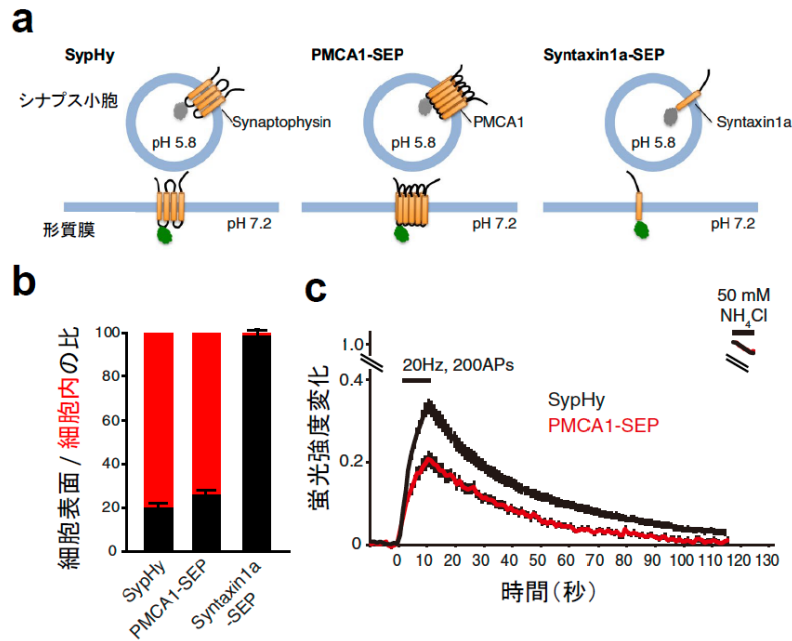 a
SypHy
PMCA1-SEP
Syntaxin1a-SEP
シナプス小胞
Synaptophysin
PMCA1
Syntaxin1a
pH 5.8
pH 5.8
pH 5.8
形質膜
pH 7.2
pH 7.2
pH 7.2
b
細胞表面 / 細胞内の比
100
80
60
40
20
0
SypHy
PMCA1-SEP
Syntaxin1a
-SEP
c
50 mM
NH4Cl
蛍光強度変化
1.0
0.4
0.2
0
20Hz, 200APs
SypHy
PMCA1-SEP
0 10 20 30 40 50 60 70 80 90 100 110 120 130
時間(秒)